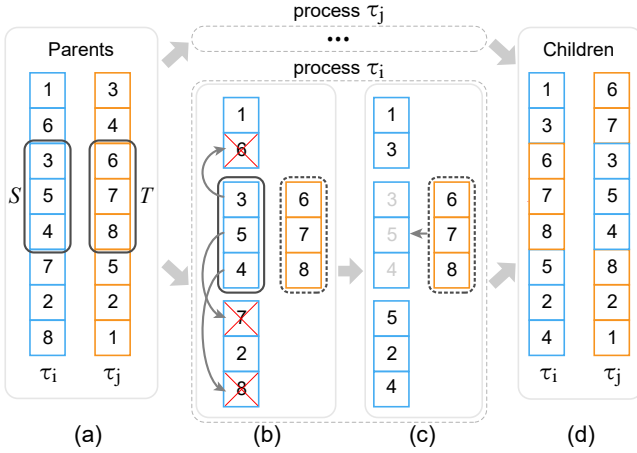 process τj
•••
process τi
Parents
1 3
6 4
3 6
S 5 7 T
4 8
7 5
2 2
8 1
τi τj
(a)
1
6
3 6
5 7
4 8
7
2
8
(b)
1
3
3 6
5 7
4 8
5
2
4
(c)
Children
1 6
3 7
6 3
7 5
8 4
5 8
2 2
4 1
τi τj
(d)